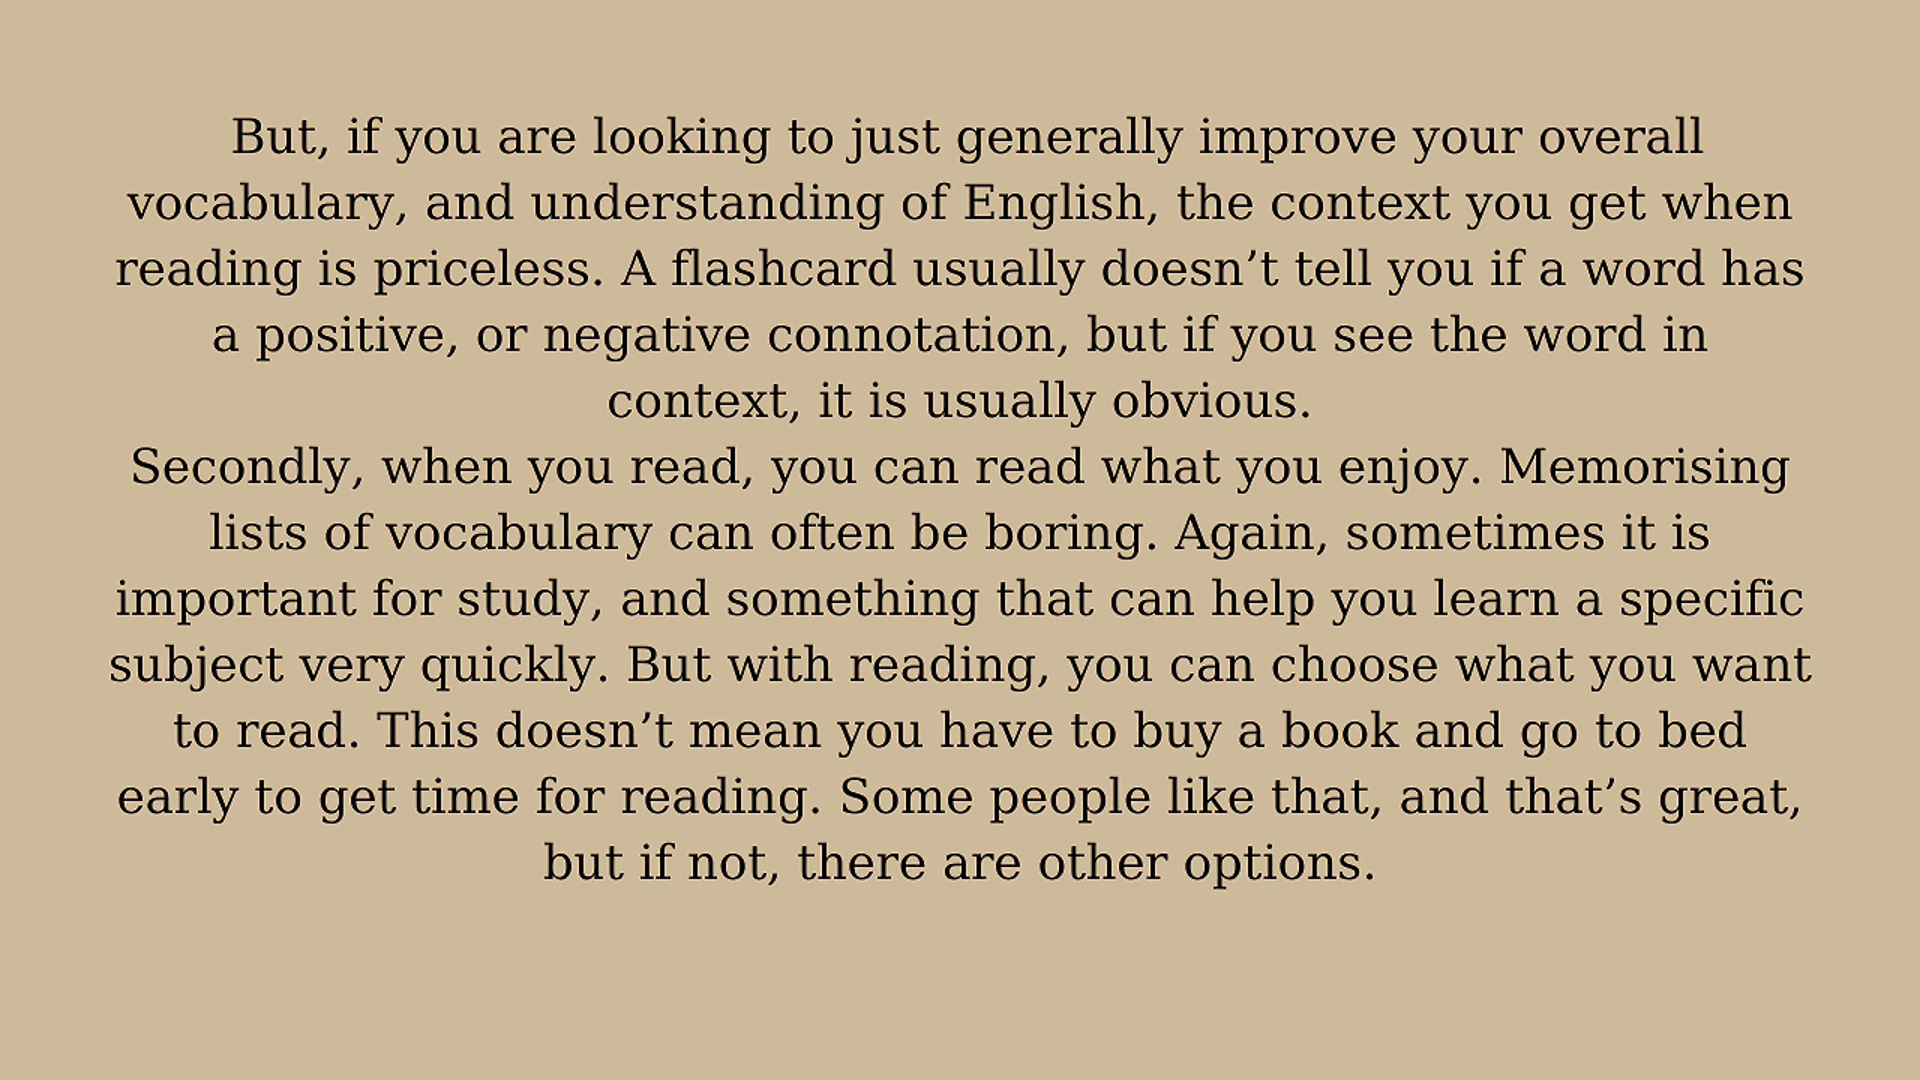 But, if you are looking to just generally improve your overall
vocabulary, and understanding of English, the context you get when
reading is priceless. A flashcard usually doesn’t tell you if a word has
a positive, or negative connotation, but if you see the word in
context, it is usually obvious.
Secondly, when you read, you can read what you enjoy. Memorising
lists of vocabulary can often be boring. Again, sometimes it is
important for study, and something that can help you learn a specific
subject very quickly. But with reading, you can choose what you want
to read. This doesn’t mean you have to buy a book and go to bed
early to get time for reading. Some people like that, and that’s great,
but if not, there are other options.